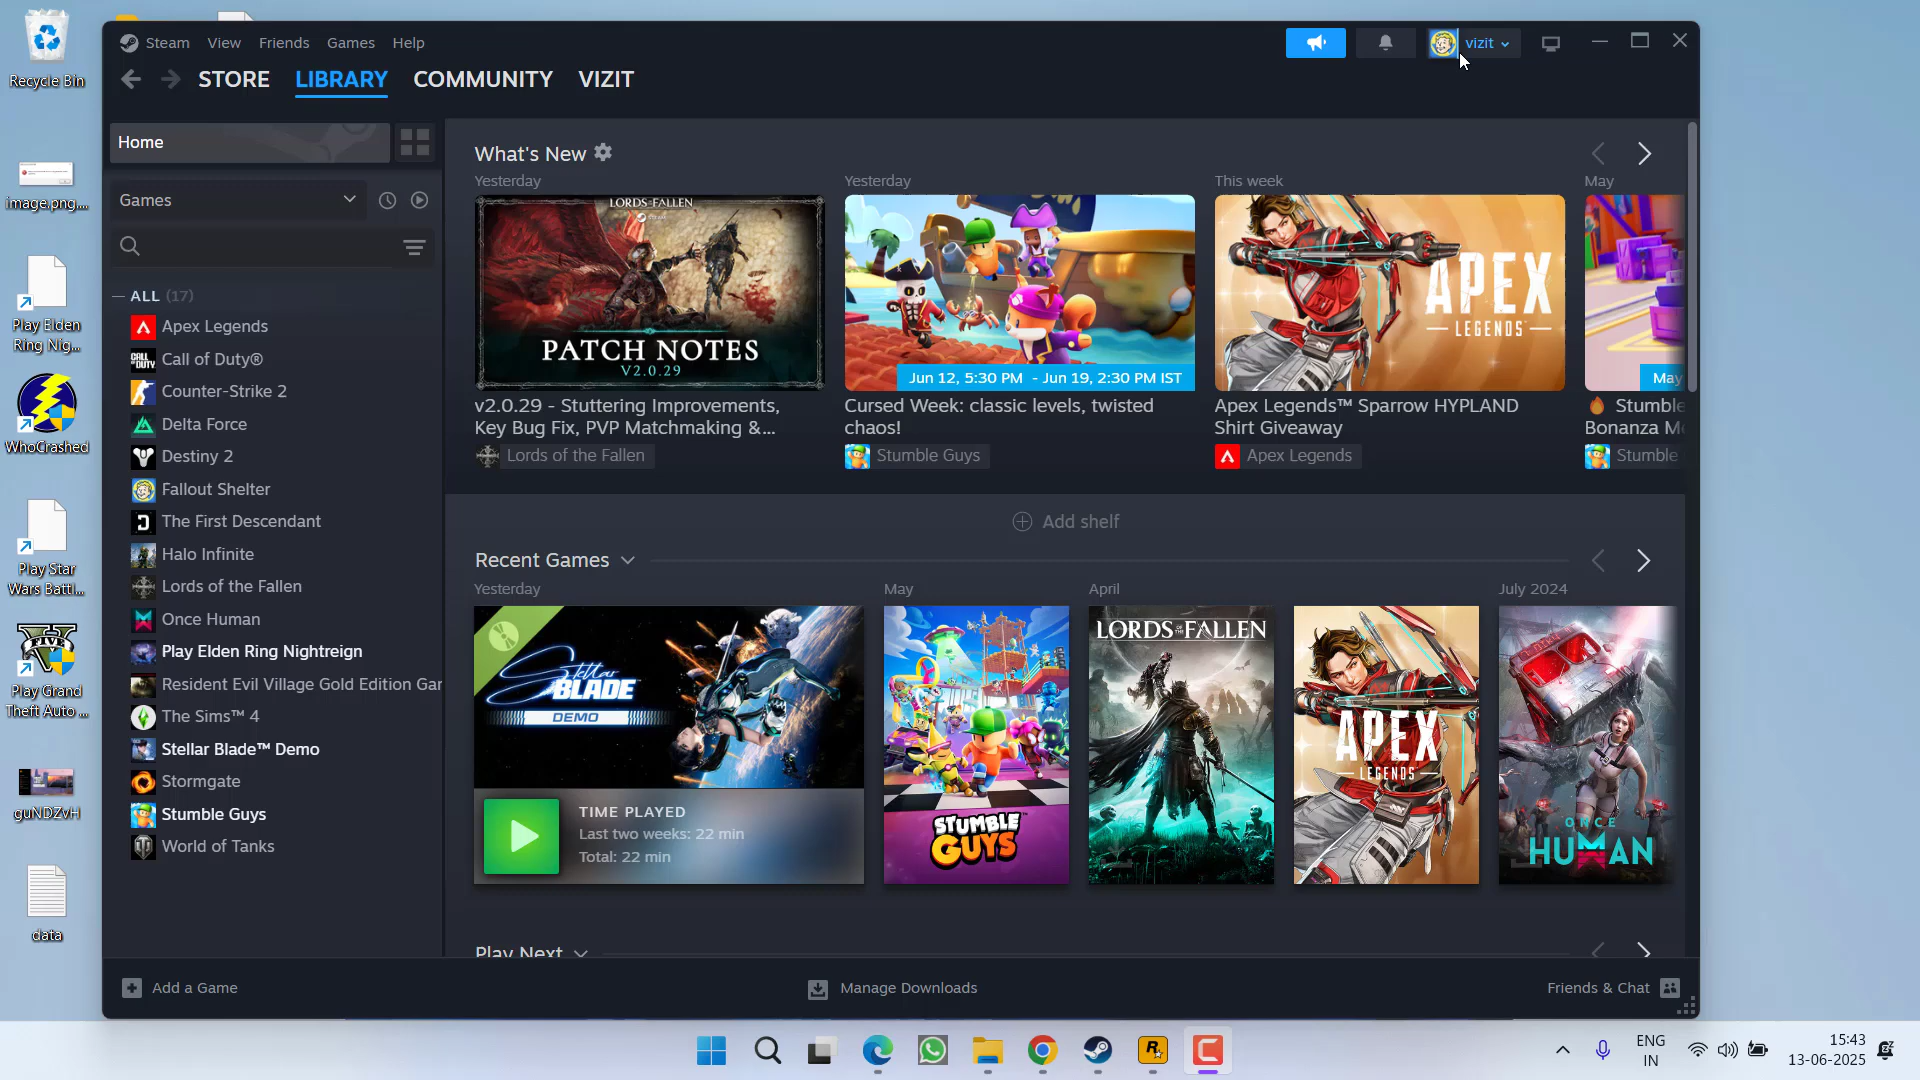 Recycle Bin
image.png....
Play Elden
Ring Nig...
WhoCrashed
Play Star
Wars Battl...
Play Grand
Theft Auto ...
guNDZvH
data
Steam View Friends Games Help
vizit
STORE LIBRARY COMMUNITY VIZIT
Home
Games
ALL (17)
Apex Legends
Call of Duty®
Counter-Strike 2
Delta Force
Destiny 2
Fallout Shelter
The First Descendant
Halo Infinite
Lords of the Fallen
Once Human
Play Elden Ring Nightreign
Resident Evil Village Gold Edition Gar
The Sims™ 4
Stellar Blade™ Demo
Stormgate
Stumble Guys
World of Tanks
What's New
Yesterday
LORDS OF THE FALLEN
PATCH NOTES
V2.0.29
v2.0.29 - Stuttering Improvements,
Key Bug Fix, PVP Matchmaking &...
Lords of the Fallen
Yesterday
Jun 12, 5:30 PM - Jun 19, 2:30 PM IST
Cursed Week: classic levels, twisted
chaos!
Stumble Guys
This week
APEX
LEGENDS
Apex Legends™ Sparrow HYPLAND
Shirt Giveaway
Apex Legends
May
May
Stumble
Bonanza M
Stumble
Add shelf
Recent Games
Yesterday
Stellar
BLADE
DEMO
TIME PLAYED
Last two weeks: 22 min
Total: 22 min
May
STUMBLE
GUYS
April
LORDS OF THE FALLEN
APEX
LEGENDS
July 2024
ONCE
HUMAN
Play Next
Add a Game
Manage Downloads
Friends & Chat
ENG
IN
15:43
13-06-2025